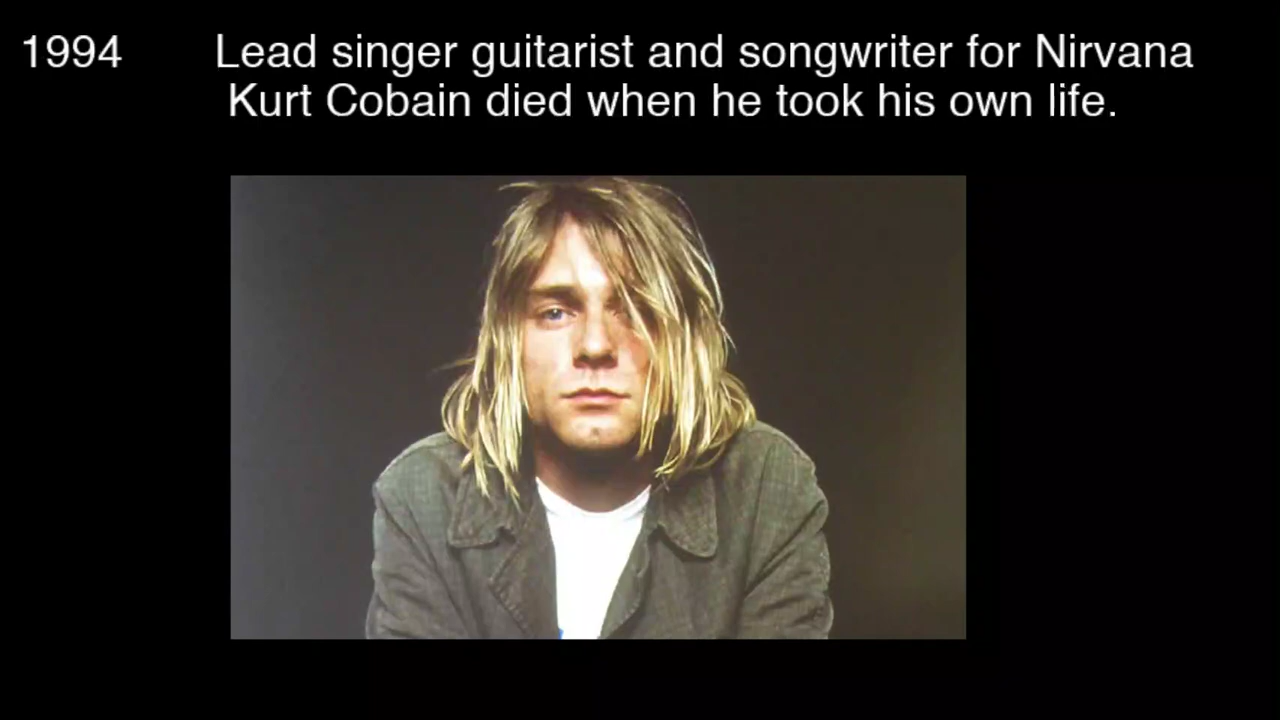 1994 Lead singer guitarist and songwriter for Nirvana
Kurt Cobain died when he took his own life.